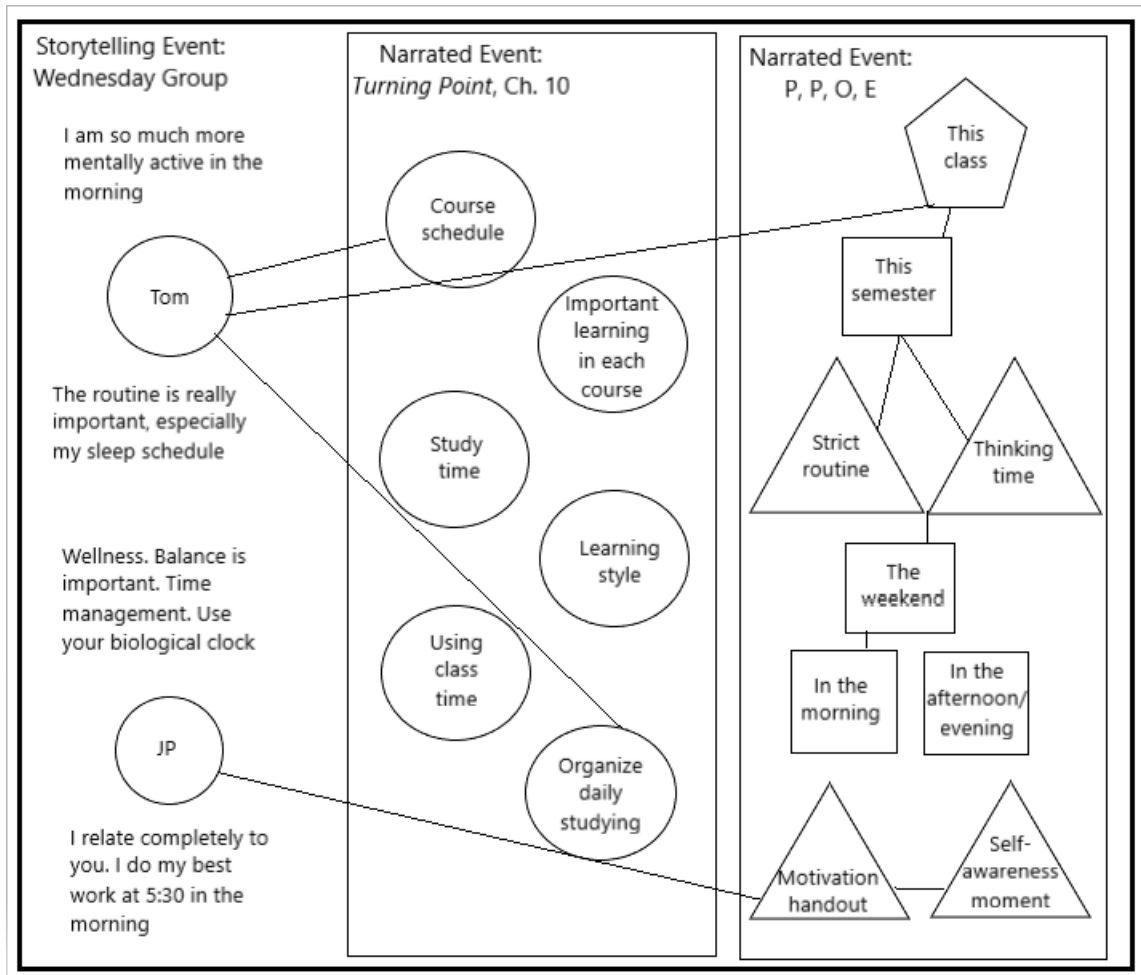 Storytelling Event:
Wednesday Group
I am so much more
mentally active in the
morning
Tom
The routine is really
important, especially
my sleep schedule
Wellness. Balance is
important. Time
management. Use
your biological clock
JP
I relate completely to
you. I do my best
work at 5:30 in the
morning
Narrated Event:
Turning Point, Ch. 10
Course
schedule
Important
learning
in each
course
Study
time
Learning
style
Using
class
time
Organize
daily
studying
Narrated Event:
P, P, O, E
This
class
This
semester
Strict
routine
Thinking
time
The
weekend
In the
morning
In the
afternoon/
evening
Motivation
handout
Self-
awareness
moment